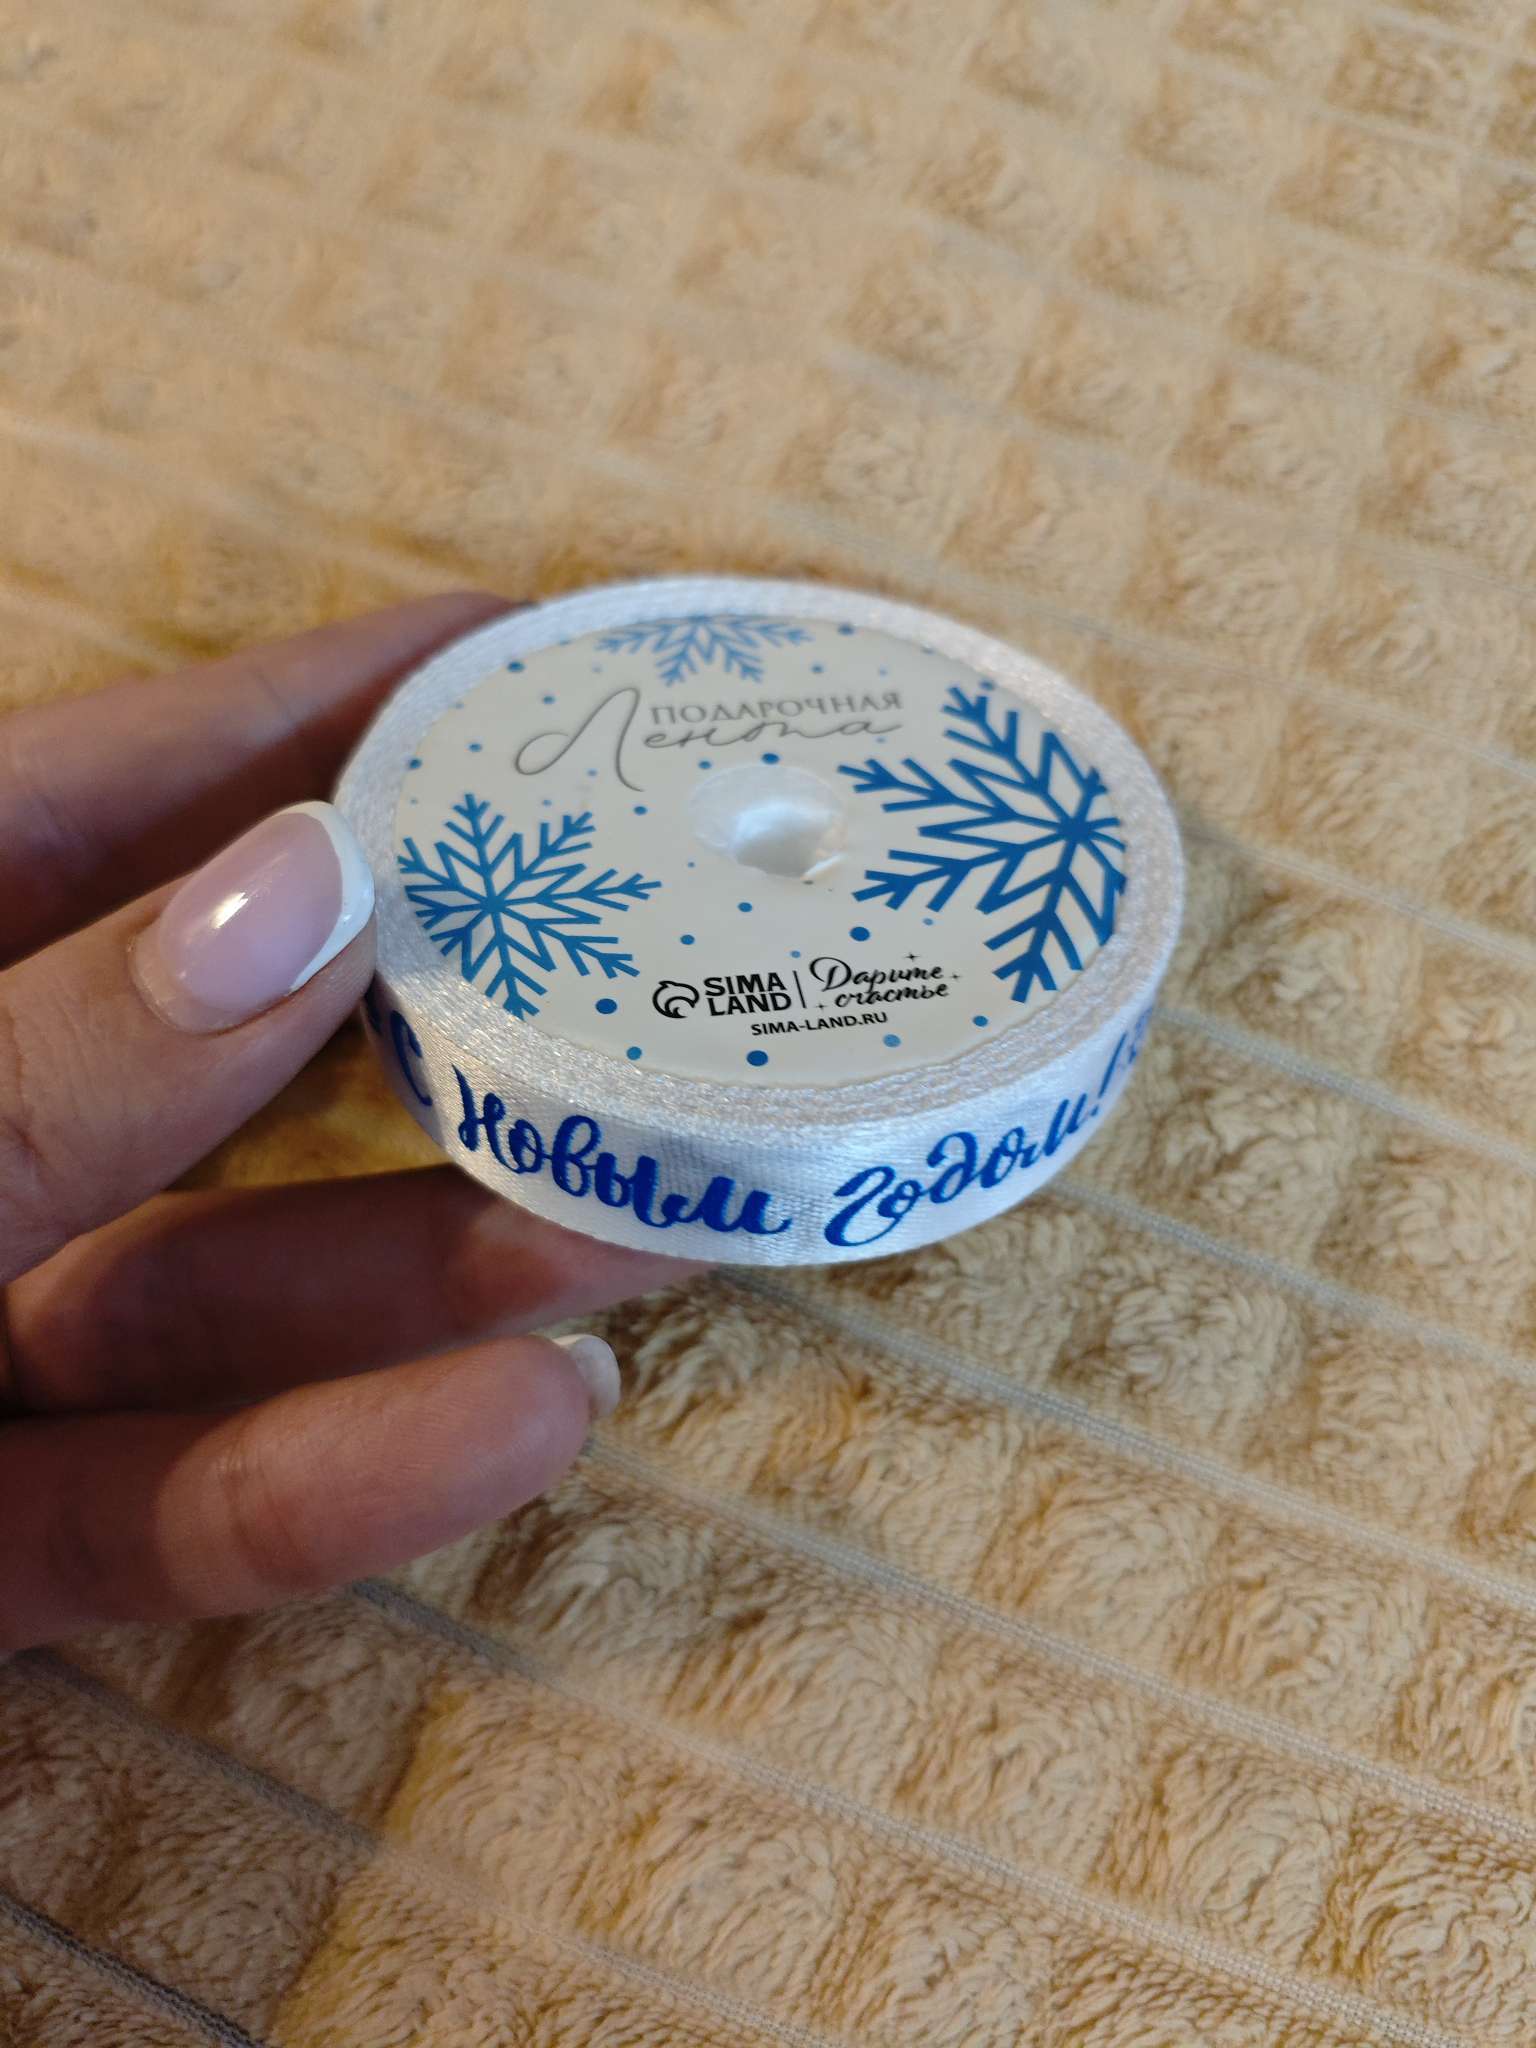 ПОДАРОЧНАЯ
Лента
SIMA
LAND
Дарите
счастье
SIMA-LAND.RU
С Новым Годом!